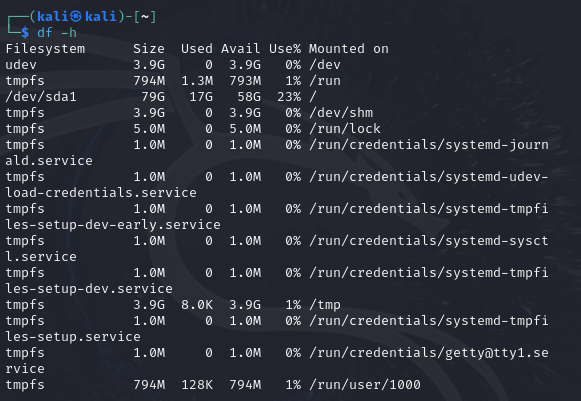 ┌──(kali㉿kali)-[~]
└─$ df -h
Filesystem      Size  Used Avail Use% Mounted on
udev            3.9G     0  3.9G   0% /dev
tmpfs           794M  1.3M  793M   1% /run
/dev/sda1        79G   17G   58G  23% /
tmpfs           3.9G     0  3.9G   0% /dev/shm
tmpfs           5.0M     0  5.0M   0% /run/lock
tmpfs           1.0M     0  1.0M   0% /run/credentials/systemd-journ
ald.service
tmpfs           1.0M     0  1.0M   0% /run/credentials/systemd-udev-
load-credentials.service
tmpfs           1.0M     0  1.0M   0% /run/credentials/systemd-tmpfi
les-setup-dev-early.service
tmpfs           1.0M     0  1.0M   0% /run/credentials/systemd-sysct
l.service
tmpfs           1.0M     0  1.0M   0% /run/credentials/systemd-tmpfi
les-setup-dev.service
tmpfs           3.9G  8.0K  3.9G   1% /tmp
tmpfs           1.0M     0  1.0M   0% /run/credentials/systemd-tmpfi
les-setup.service
tmpfs           1.0M     0  1.0M   0% /run/credentials/getty@tty1.se
rvice
tmpfs           794M  128K  794M   1% /run/user/1000